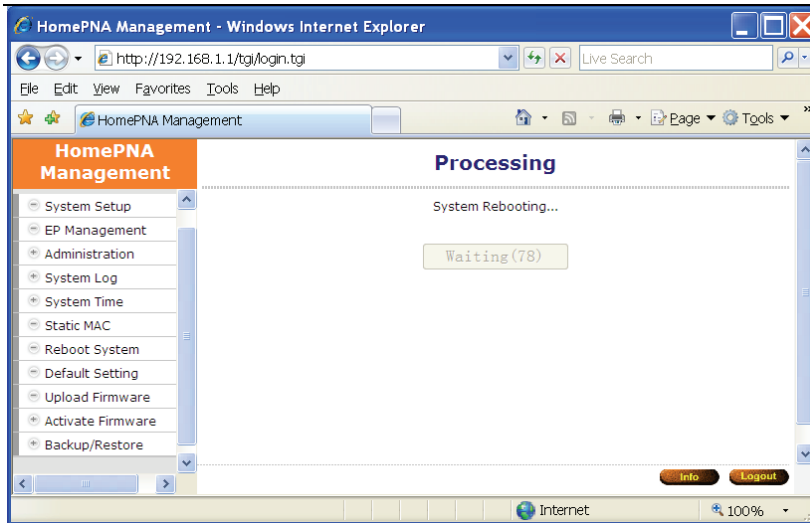 HomePNA Management - Windows Internet Explorer
http://192.168.1.1/tgi/login.tgi
Live Search
File Edit View Favorites Tools Help
HomePNA Management
Page Tools
HomePNA
Management
System Setup
EP Management
Administration
System Log
System Time
Static MAC
Reboot System
Default Setting
Upload Firmware
Activate Firmware
Backup/Restore
Processing
System Rebooting...
Waiting(78)
Info Logout
Internet 100%